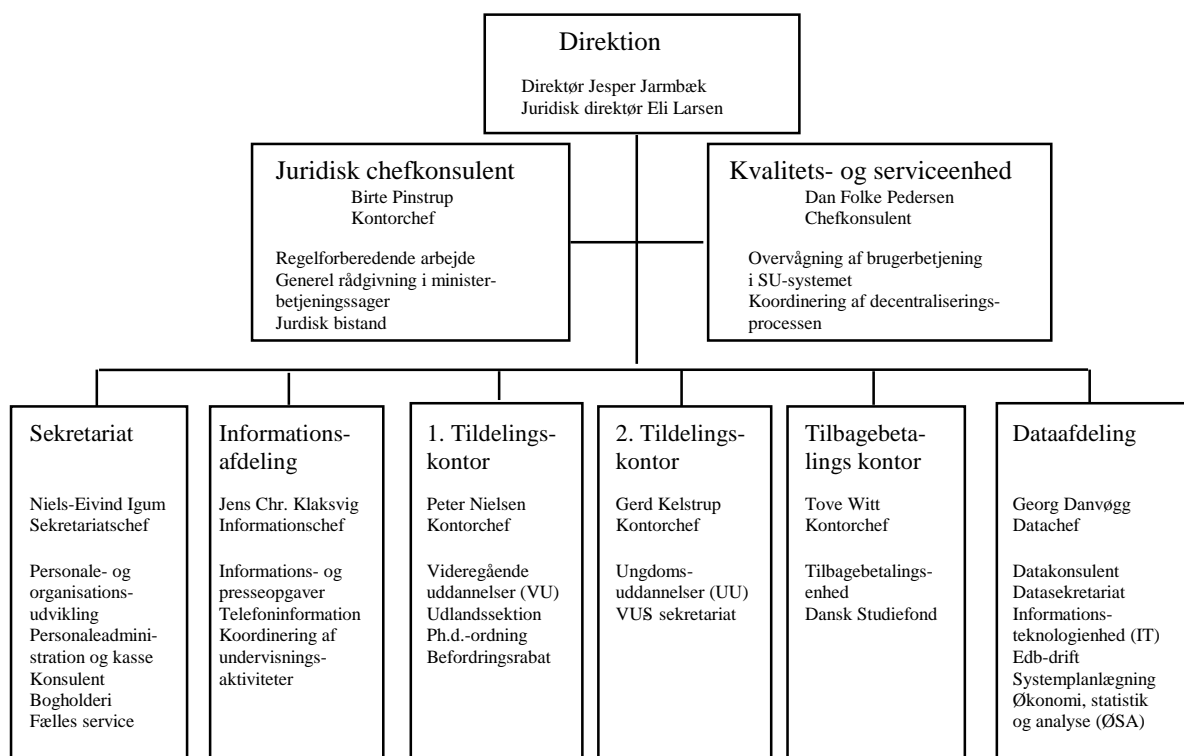 Direktion
Direktør Jesper Jarmbæk
Juridisk direktør Eli Larsen
Juridisk chefkonsulent
Birte Pinstrup
Kontorchef
Regelforberedende arbejde
Generel rådgivning i minister-
betjeningssager
Jurdisk bistand
Kvalitets- og serviceenhed
Dan Folke Pedersen
Chefkonsulent
Overvågning af brugerbetjening
i SU-systemet
Koordinering af decentraliserings-
processen
Sekretariat
Niels-Eivind Igum
Sekretariatschef
Personale- og
organisations-
udvikling
Personaleadmini-
stration og kasse
Konsulent
Bogholderi
Fælles service
Informations-
afdeling
Jens Chr. Klaksvig
Informationschef
Informations- og
presseopgaver
Telefoninformation
Koordinering af
undervisnings-
aktiviteter
1. Tildelings-
kontor
Peter Nielsen
Kontorchef
Videregående
uddannelser (VU)
Udlandssektion
Ph.d.-ordning
Befordringsrabat
2. Tildelings-
kontor
Gerd Kelstrup
Kontorchef
Ungdoms-
uddannelser (UU)
VUS-sekretariat
Tilbagebeta-
lings kontor
Tove Witt
Kontorchef
Tilbagebetalings-
enhed
Dansk Studiefond
Dataafdeling
Georg Danvøgg
Datachef
Datakonsulent
Datasekretariat
Informations-
teknologienhed (IT)
Edb-drift
Systemplanlægning
Økonomi, statistik
og analyse (ØSA)